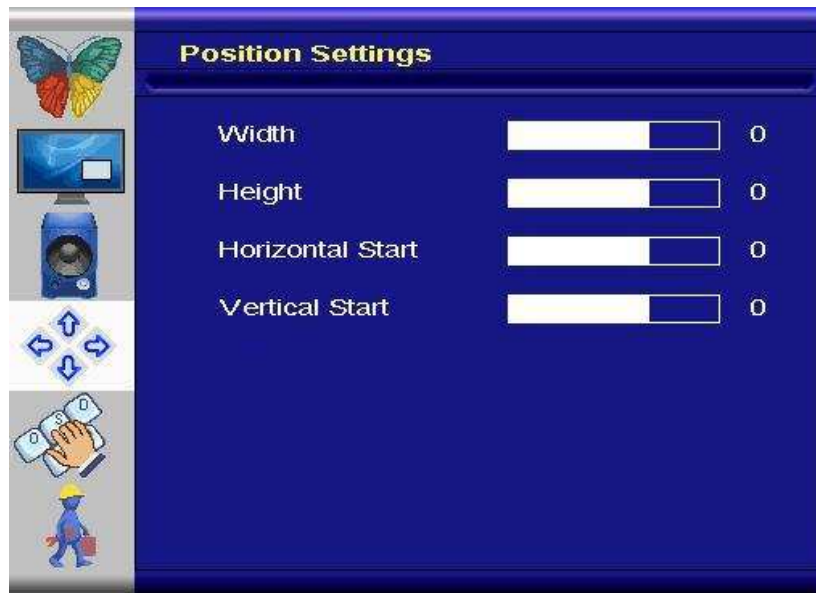 Position Settings
Width 0
Height 0
Horizontal Start 0
Vertical Start 0
O S D